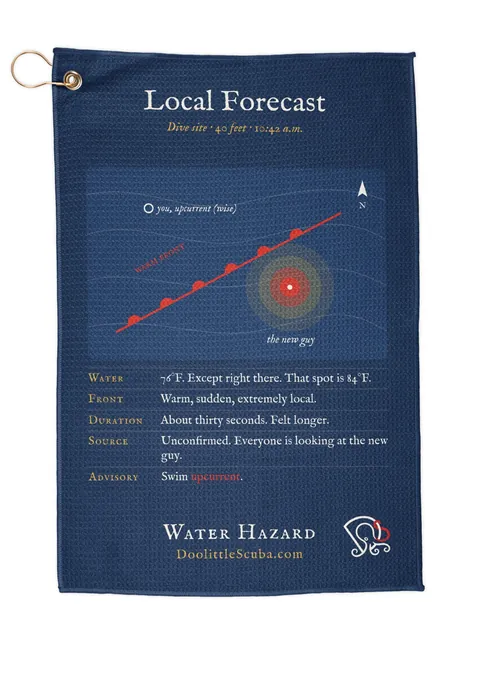 Local Forecast
Dive site · 40 feet · 10:42 a.m.
you, upcurrent (wise)
N
WARM FRONT
the new guy
Water 76°F. Except right there. That spot is 84°F.
Front Warm, sudden, extremely local.
Duration About thirty seconds. Felt longer.
Source Unconfirmed. Everyone is looking at the new
guy.
Advisory Swim upcurrent.
Water Hazard
DoolittleScuba.com